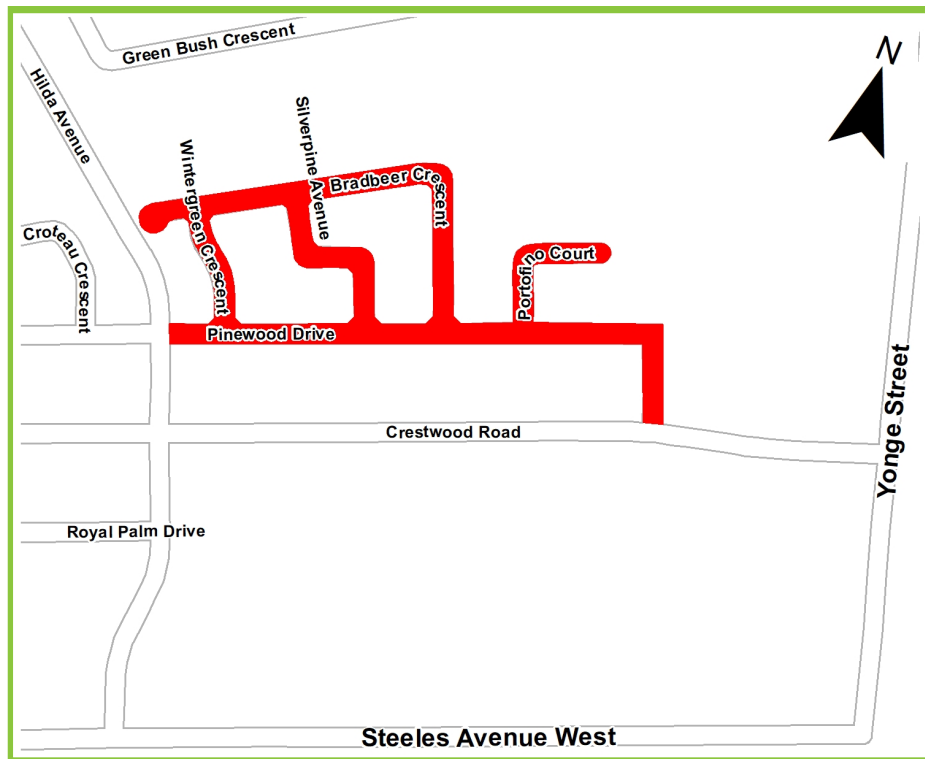 Green Bush Crescent
N
Hilda Avenue
Silverpine Avenue
Wintergreen Crescent
Bradbeer Crescent
Croteau Crescent
Portofino Court
Pinewood Drive
Yonge Street
Crestwood Road
Royal Palm Drive
Steeles Avenue West